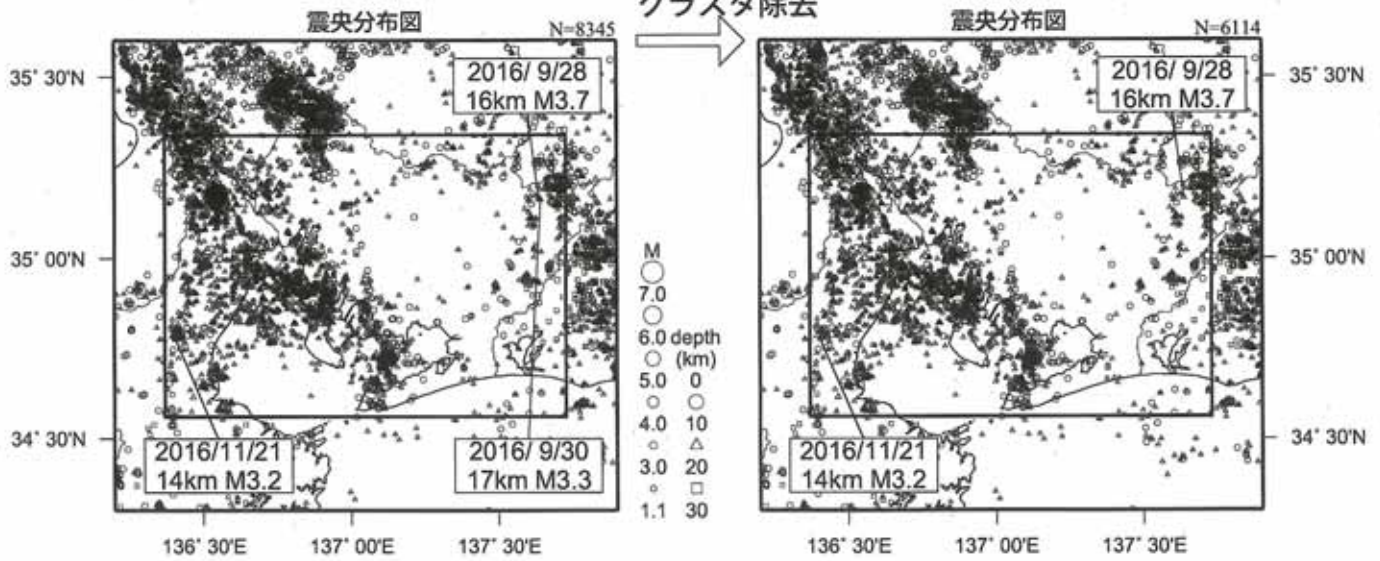 クラスタ除去
震央分布図
N=8345
35° 30'N
35° 00'N
34° 30'N
2016/ 9/28
16km M3.7
2016/11/21
14km M3.2
2016/ 9/30
17km M3.3
136° 30'E
137° 00'E
137° 30'E
M
7.0
6.0 depth
(km)
5.0 0
4.0 10
3.0 20
1.1 30
震央分布図
N=6114
2016/ 9/28
16km M3.7
2016/11/21
14km M3.2
35° 30'N
35° 00'N
34° 30'N
136° 30'E
137° 00'E
137° 30'E